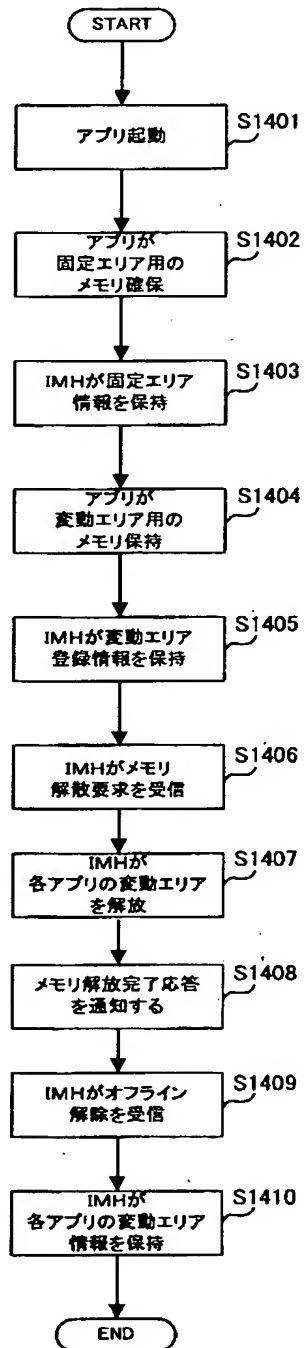 START
アプリ起動
S1401
アプリが
固定エリア用の
メモリ確保
S1402
IMHが固定エリア
情報を保持
S1403
アプリが
変動エリア用の
メモリ保持
S1404
IMHが変動エリア
登録情報を保持
S1405
IMHがメモリ
解散要求を受信
S1406
IMHが
各アプリの変動エリア
を解放
S1407
メモリ解放完了応答
を通知する
S1408
IMHがオフライン
解除を受信
S1409
IMHが
各アプリの変動エリア
情報を保持
S1410
END